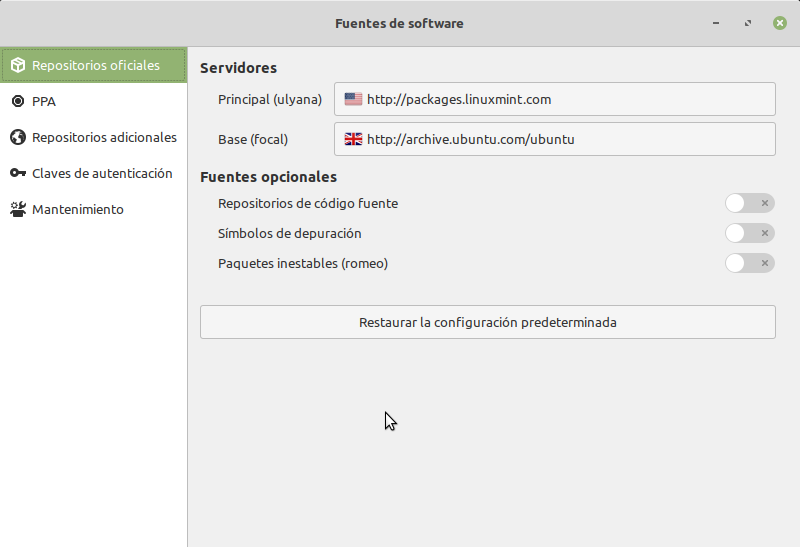 Fuentes de software
Repositorios oficiales
PPA
Repositorios adicionales
Claves de autenticación
Mantenimiento
Servidores
Principal (ulyana) http://packages.linuxmint.com
Base (focal) http://archive.ubuntu.com/ubuntu
Fuentes opcionales
Repositorios de código fuente
Símbolos de depuración
Paquetes inestables (romeo)
Restaurar la configuración predeterminada